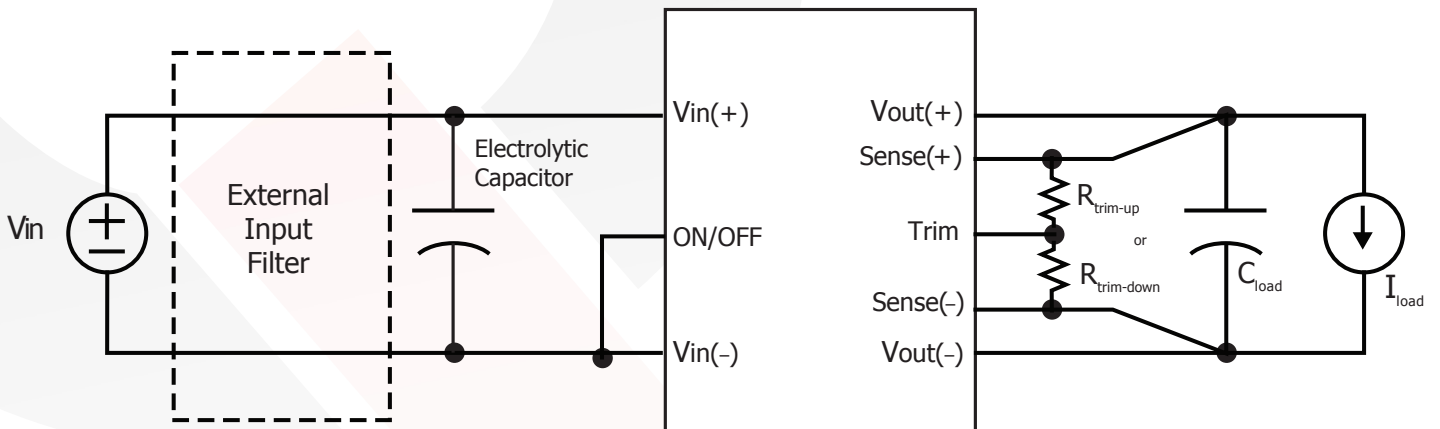 Vin
External
Input
Filter
Electrolytic
Capacitor
Vin(+)
ON/OFF
Vin(–)
Vout(+)
Sense(+)
Trim
Sense(–)
Vout(–)
Rtrim-up
or
Rtrim-down
Cload
Iload